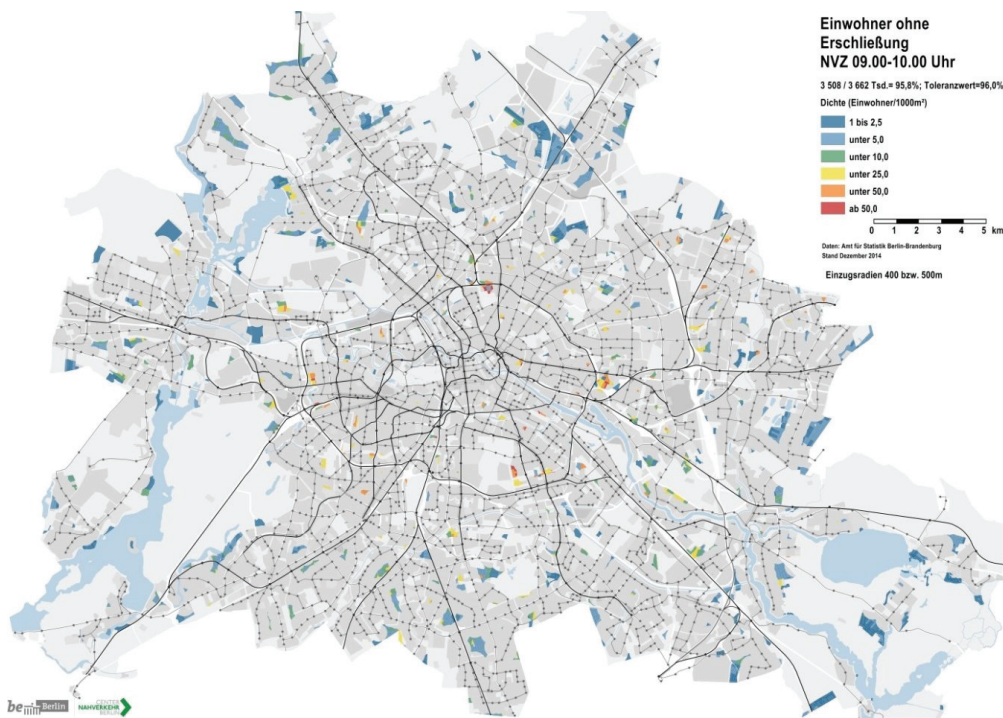 Einwohner ohne
Erschließung
NVZ 09.00-10.00 Uhr
3 508 / 3 662 Tsd.= 95,8%; Toleranzwert=96,0%
Dichte (Einwohner/1000m²)
1 bis 2,5
unter 5,0
unter 10,0
unter 25,0
unter 50,0
ab 50,0
0 1 2 3 4 5 km
Daten: Amt für Statistik Berlin-Brandenburg
Stand Dezember 2014
Einzugsradien 400 bzw. 500m
be Berlin
CENTER
NAHVERKEHR
BERLIN